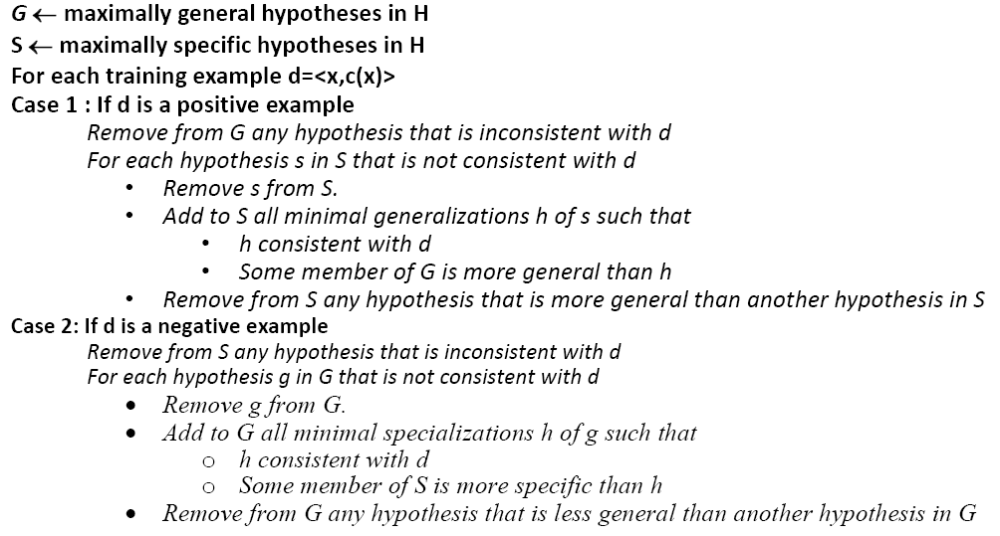 G ← maximally general hypotheses in H
S ← maximally specific hypotheses in H
For each training example d=<x,c(x)>
Case 1 : If d is a positive example
Remove from G any hypothesis that is inconsistent with d
For each hypothesis s in S that is not consistent with d
• Remove s from S.
• Add to S all minimal generalizations h of s such that
• h consistent with d
• Some member of G is more general than h
• Remove from S any hypothesis that is more general than another hypothesis in S
Case 2: If d is a negative example
Remove from S any hypothesis that is inconsistent with d
For each hypothesis g in G that is not consistent with d
• Remove g from G.
• Add to G all minimal specializations h of g such that
○ h consistent with d
○ Some member of S is more specific than h
• Remove from G any hypothesis that is less general than another hypothesis in G